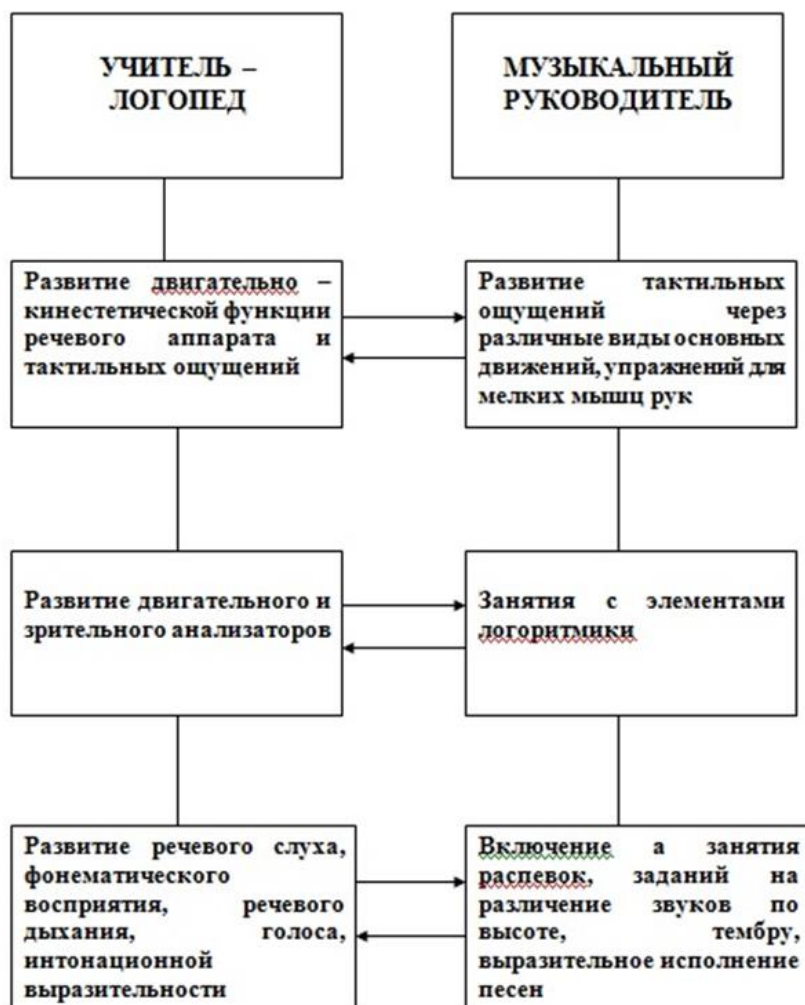 УЧИТЕЛЬ –
ЛОГОПЕД
МУЗЫКАЛЬНЫЙ
РУКОВОДИТЕЛЬ
Развитие двигательно –
кинестетической функции
речевого аппарата и
тактильных ощущений
Развитие тактильных
ощущений через
различные виды основных
движений, упражнений для
мелких мышц рук
Развитие двигательного и
зрительного анализаторов
Занятия с элементами
логоритмики
Развитие речевого слуха,
фонематического
восприятия, речевого
дыхания, голоса,
интонационной
выразительности
Включение а занятия
распевок, заданий на
различение звуков по
высоте, тембру,
выразительное исполнение
песен